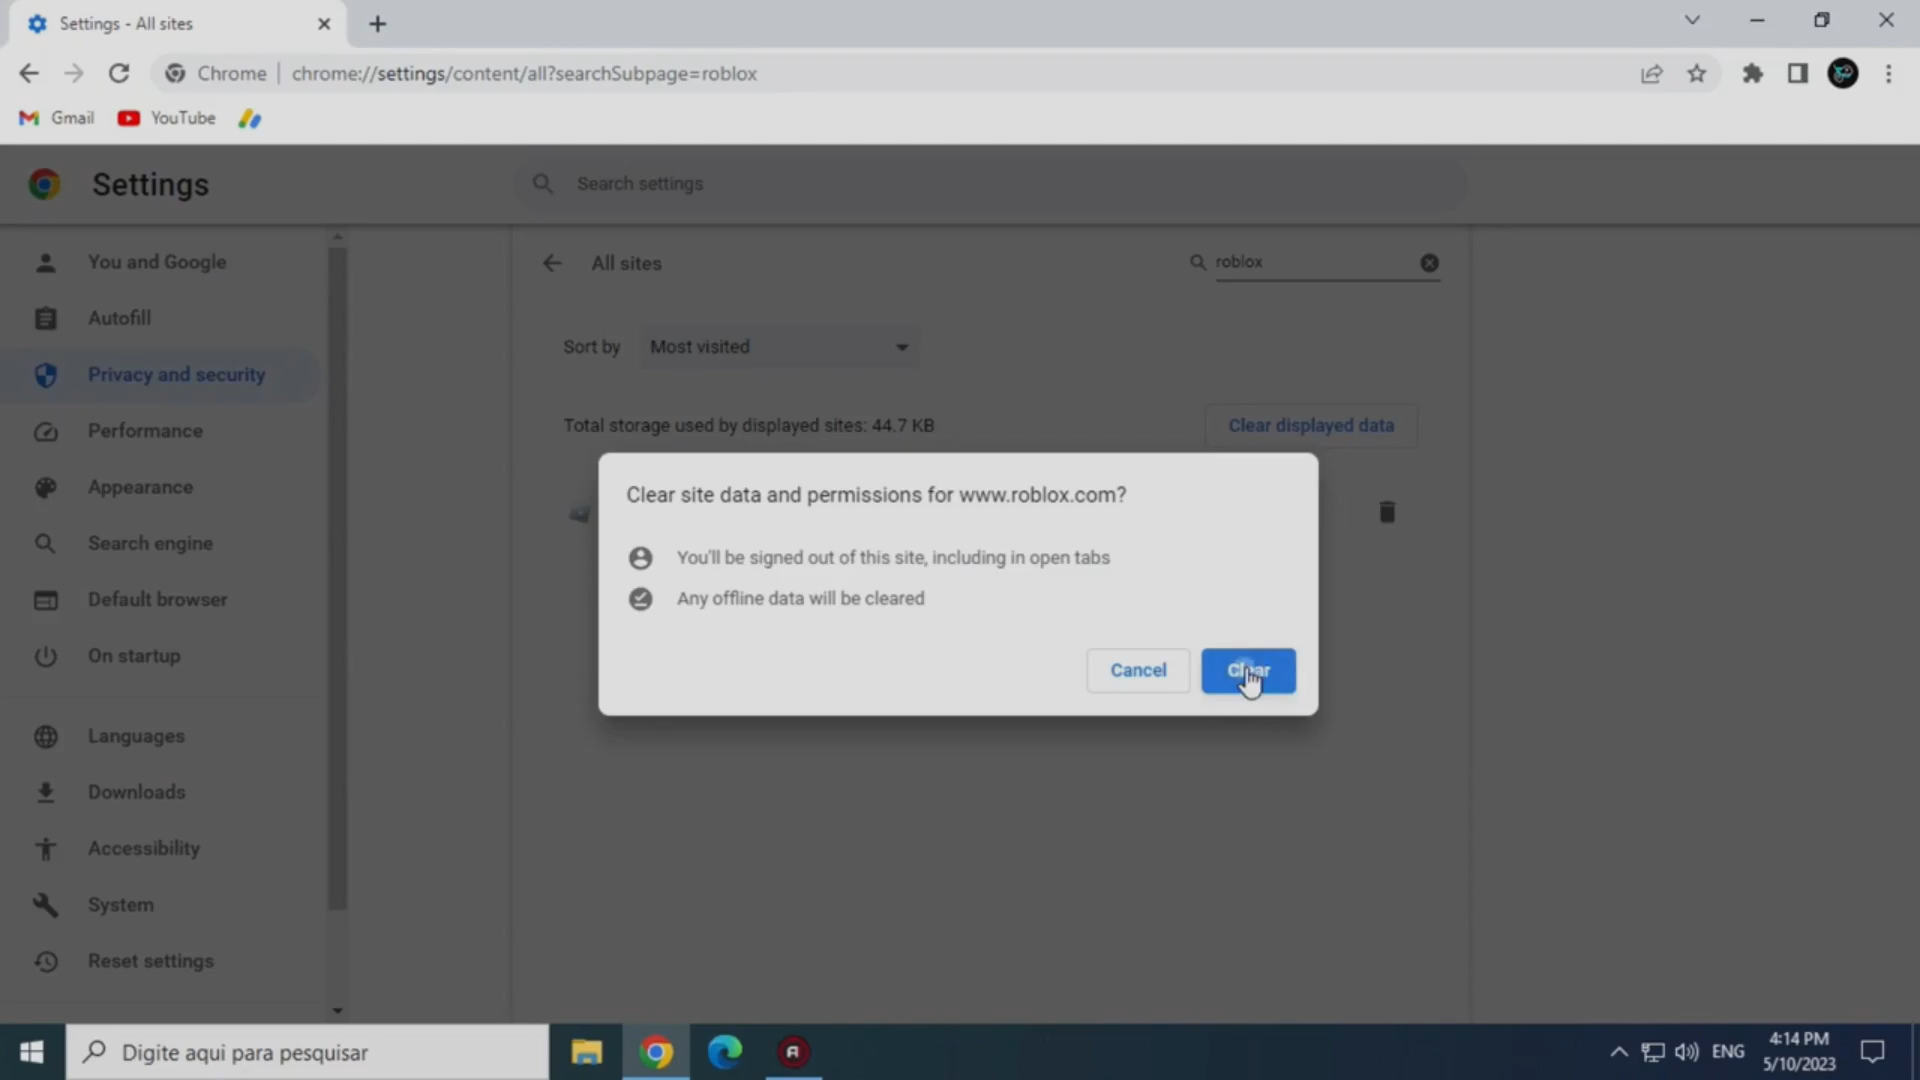 Settings - All sites
Chrome
chrome://settings/content/all?searchSubpage=roblox
Gmail
YouTube
Settings
Search settings
You and Google
Autofill
Privacy and security
Performance
Appearance
Search engine
Default browser
On startup
Languages
Downloads
Accessibility
System
Reset settings
All sites
roblox
Sort by
Most visited
Total storage used by displayed sites: 44.7 KB
Clear displayed data
Clear site data and permissions for www.roblox.com?
You'll be signed out of this site, including in open tabs
Any offline data will be cleared
Cancel
Clear
Digite aqui para pesquisar
ENG
4:14 PM
5/10/2023